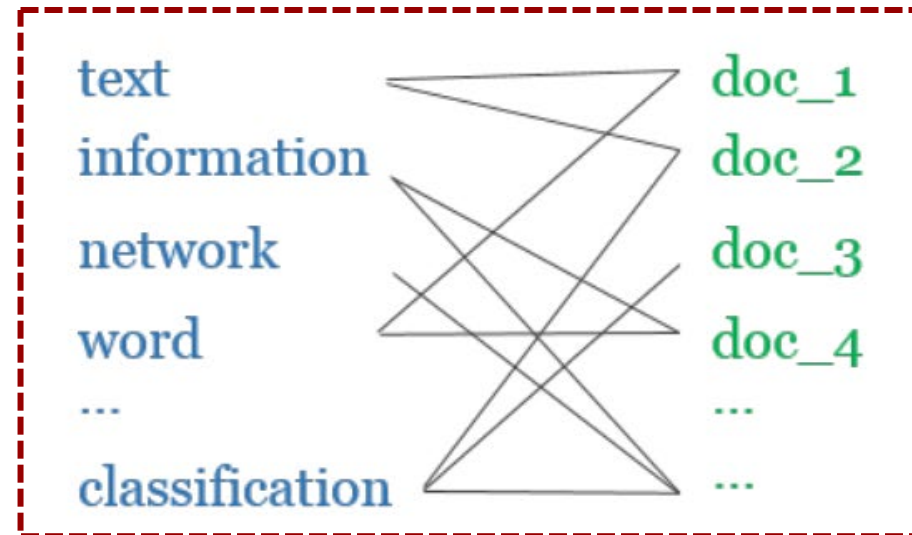 text doc_1
information doc_2
network doc_3
word doc_4
... ...
classification ...